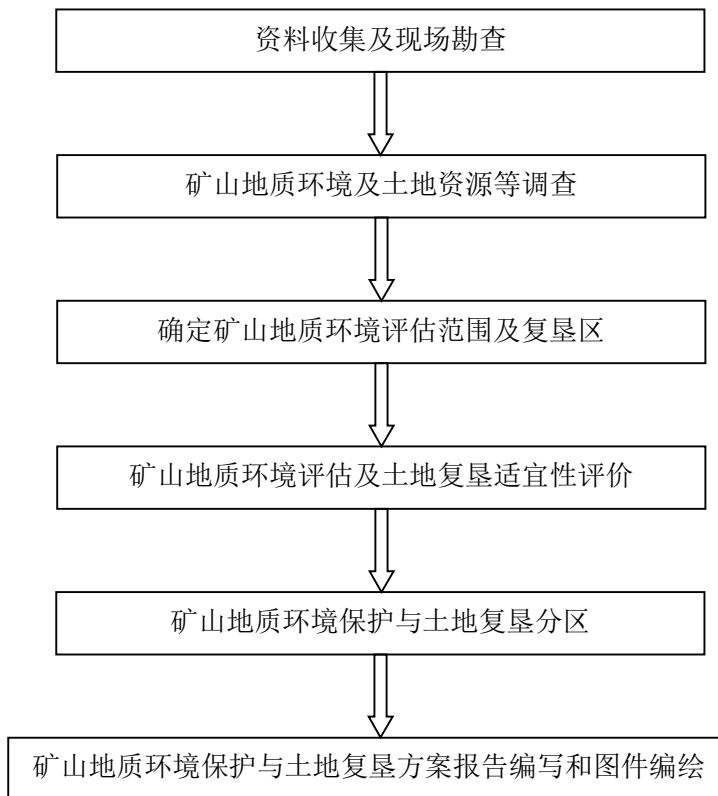 资料收集及现场勘查
矿山地质环境及土地资源等调查
确定矿山地质环境评估范围及复垦区
矿山地质环境评估及土地复垦适宜性评价
矿山地质环境保护与土地复垦分区
矿山地质环境保护与土地复垦方案报告编写和图件编绘